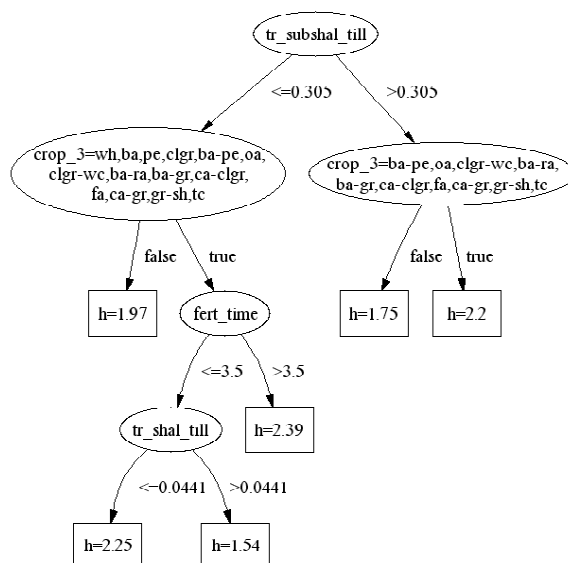 tr_subshal_till
<=0.305
>0.305
crop_3=wh,ba,pe,clgr,ba-pe,oa,
clgr-wc,ba-ra,ba-gr,ca-clgr,
fa,ca-gr,gr-sh,tc
crop_3=ba-pe,oa,clgr-wc,ba-ra,
ba-gr,ca-clgr,fa,ca-gr,gr-sh,tc
false
true
false
true
h=1.97
fert_time
h=1.75
h=2.2
<=3.5
>3.5
tr_shal_till
h=2.39
<=0.0441
>0.0441
h=2.25
h=1.54